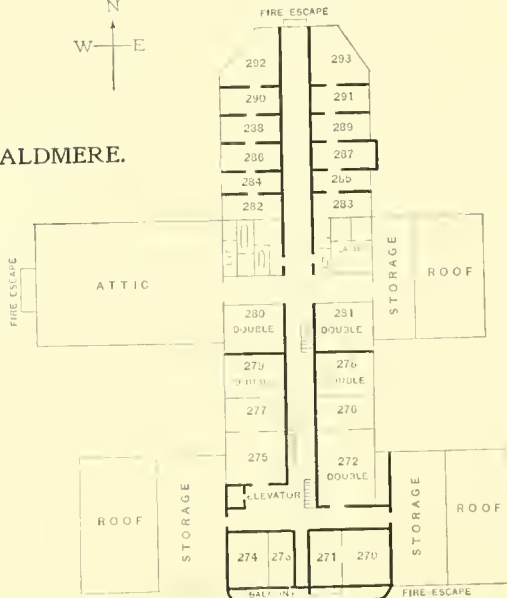 N
W E
ALDMERE.
FIRE ESCAPE
292 293
290 291
288 289
286 287
284 285
282 283
FIRE ESCAPE
ATTIC
STORAGE
ROOF
280 281
DOUBLE DOUBLE
279 278
277 276
275 272
DOUBLE
ELEVATOR
ROOF
STORAGE
STORAGE
ROOF
274 273 271 270
FIRE ESCAPE